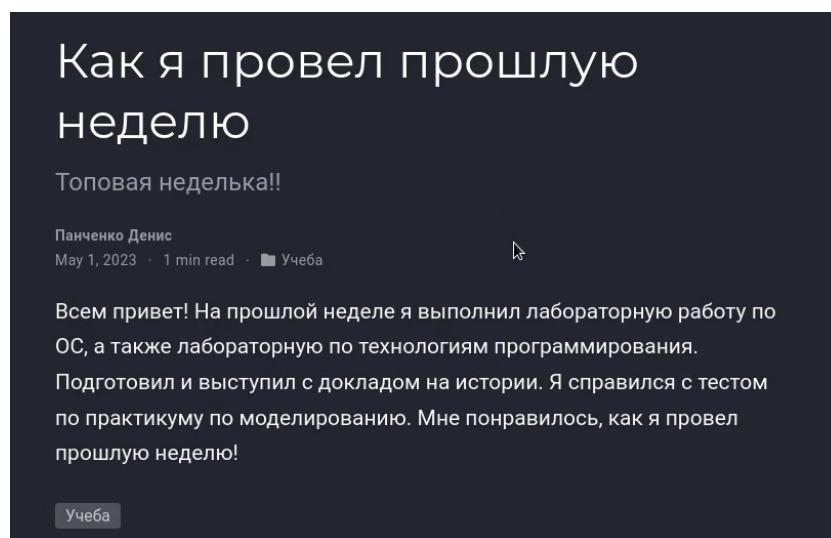 Как я провел прошлую
неделю
Топовая неделька!!
Панченко Денис
May 1, 2023 · 1 min read · Учеба
Всем привет! На прошлой неделе я выполнил лабораторную работу по
ОС, а также лабораторную по технологиям программирования.
Подготовил и выступил с докладом на истории. Я справился с тестом
по практикуму по моделированию. Мне понравилось, как я провел
прошлую неделю!
Учеба